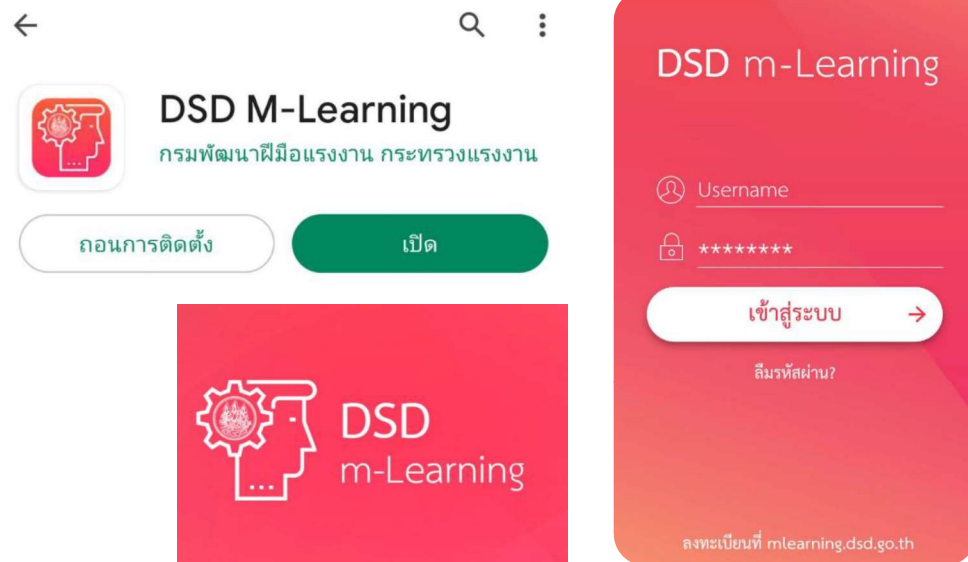 DSD M-Learning
กรมพัฒนาฝีมือแรงงาน กระทรวงแรงงาน
ถอนการติดตั้ง
เปิด
DSD
m-Learning
DSD m-Learning
Username
********
เข้าสู่ระบบ
ลืมรหัสผ่าน?
ลงทะเบียนที่ mlearning.dsd.go.th